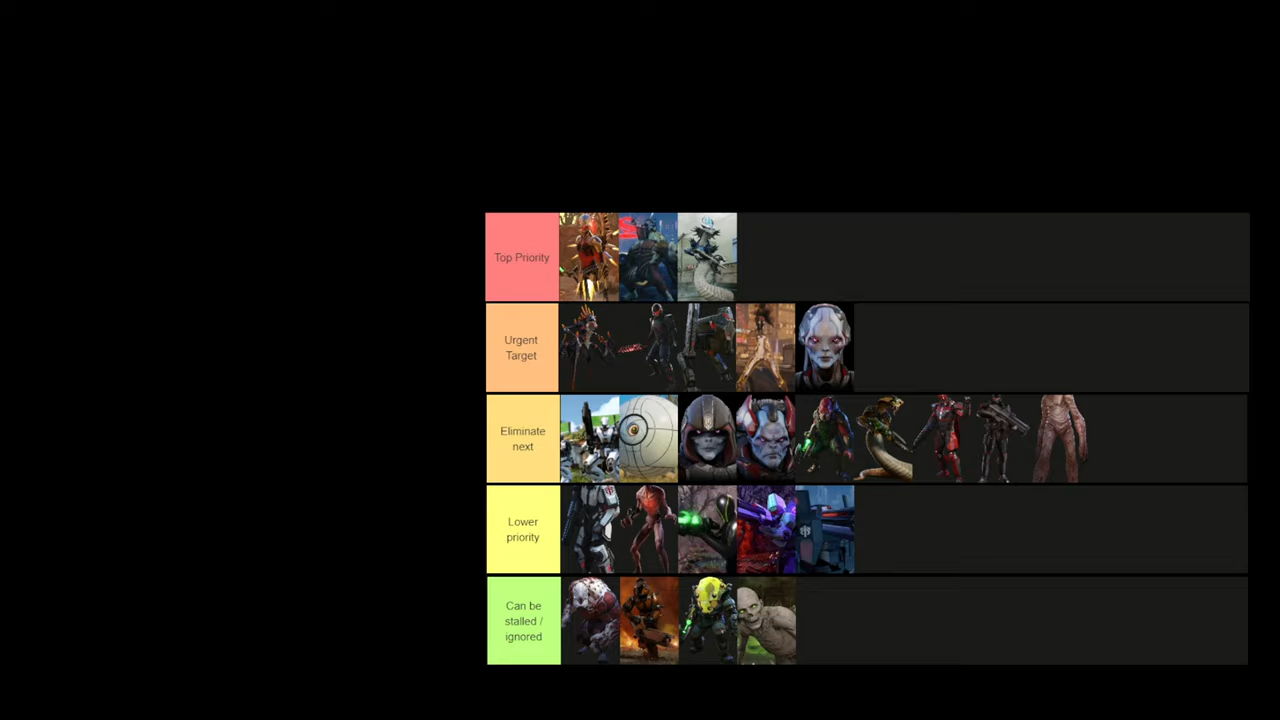 Top Priority
Urgent
Target
Eliminate
next
Lower
priority
Can be
stalled /
ignored